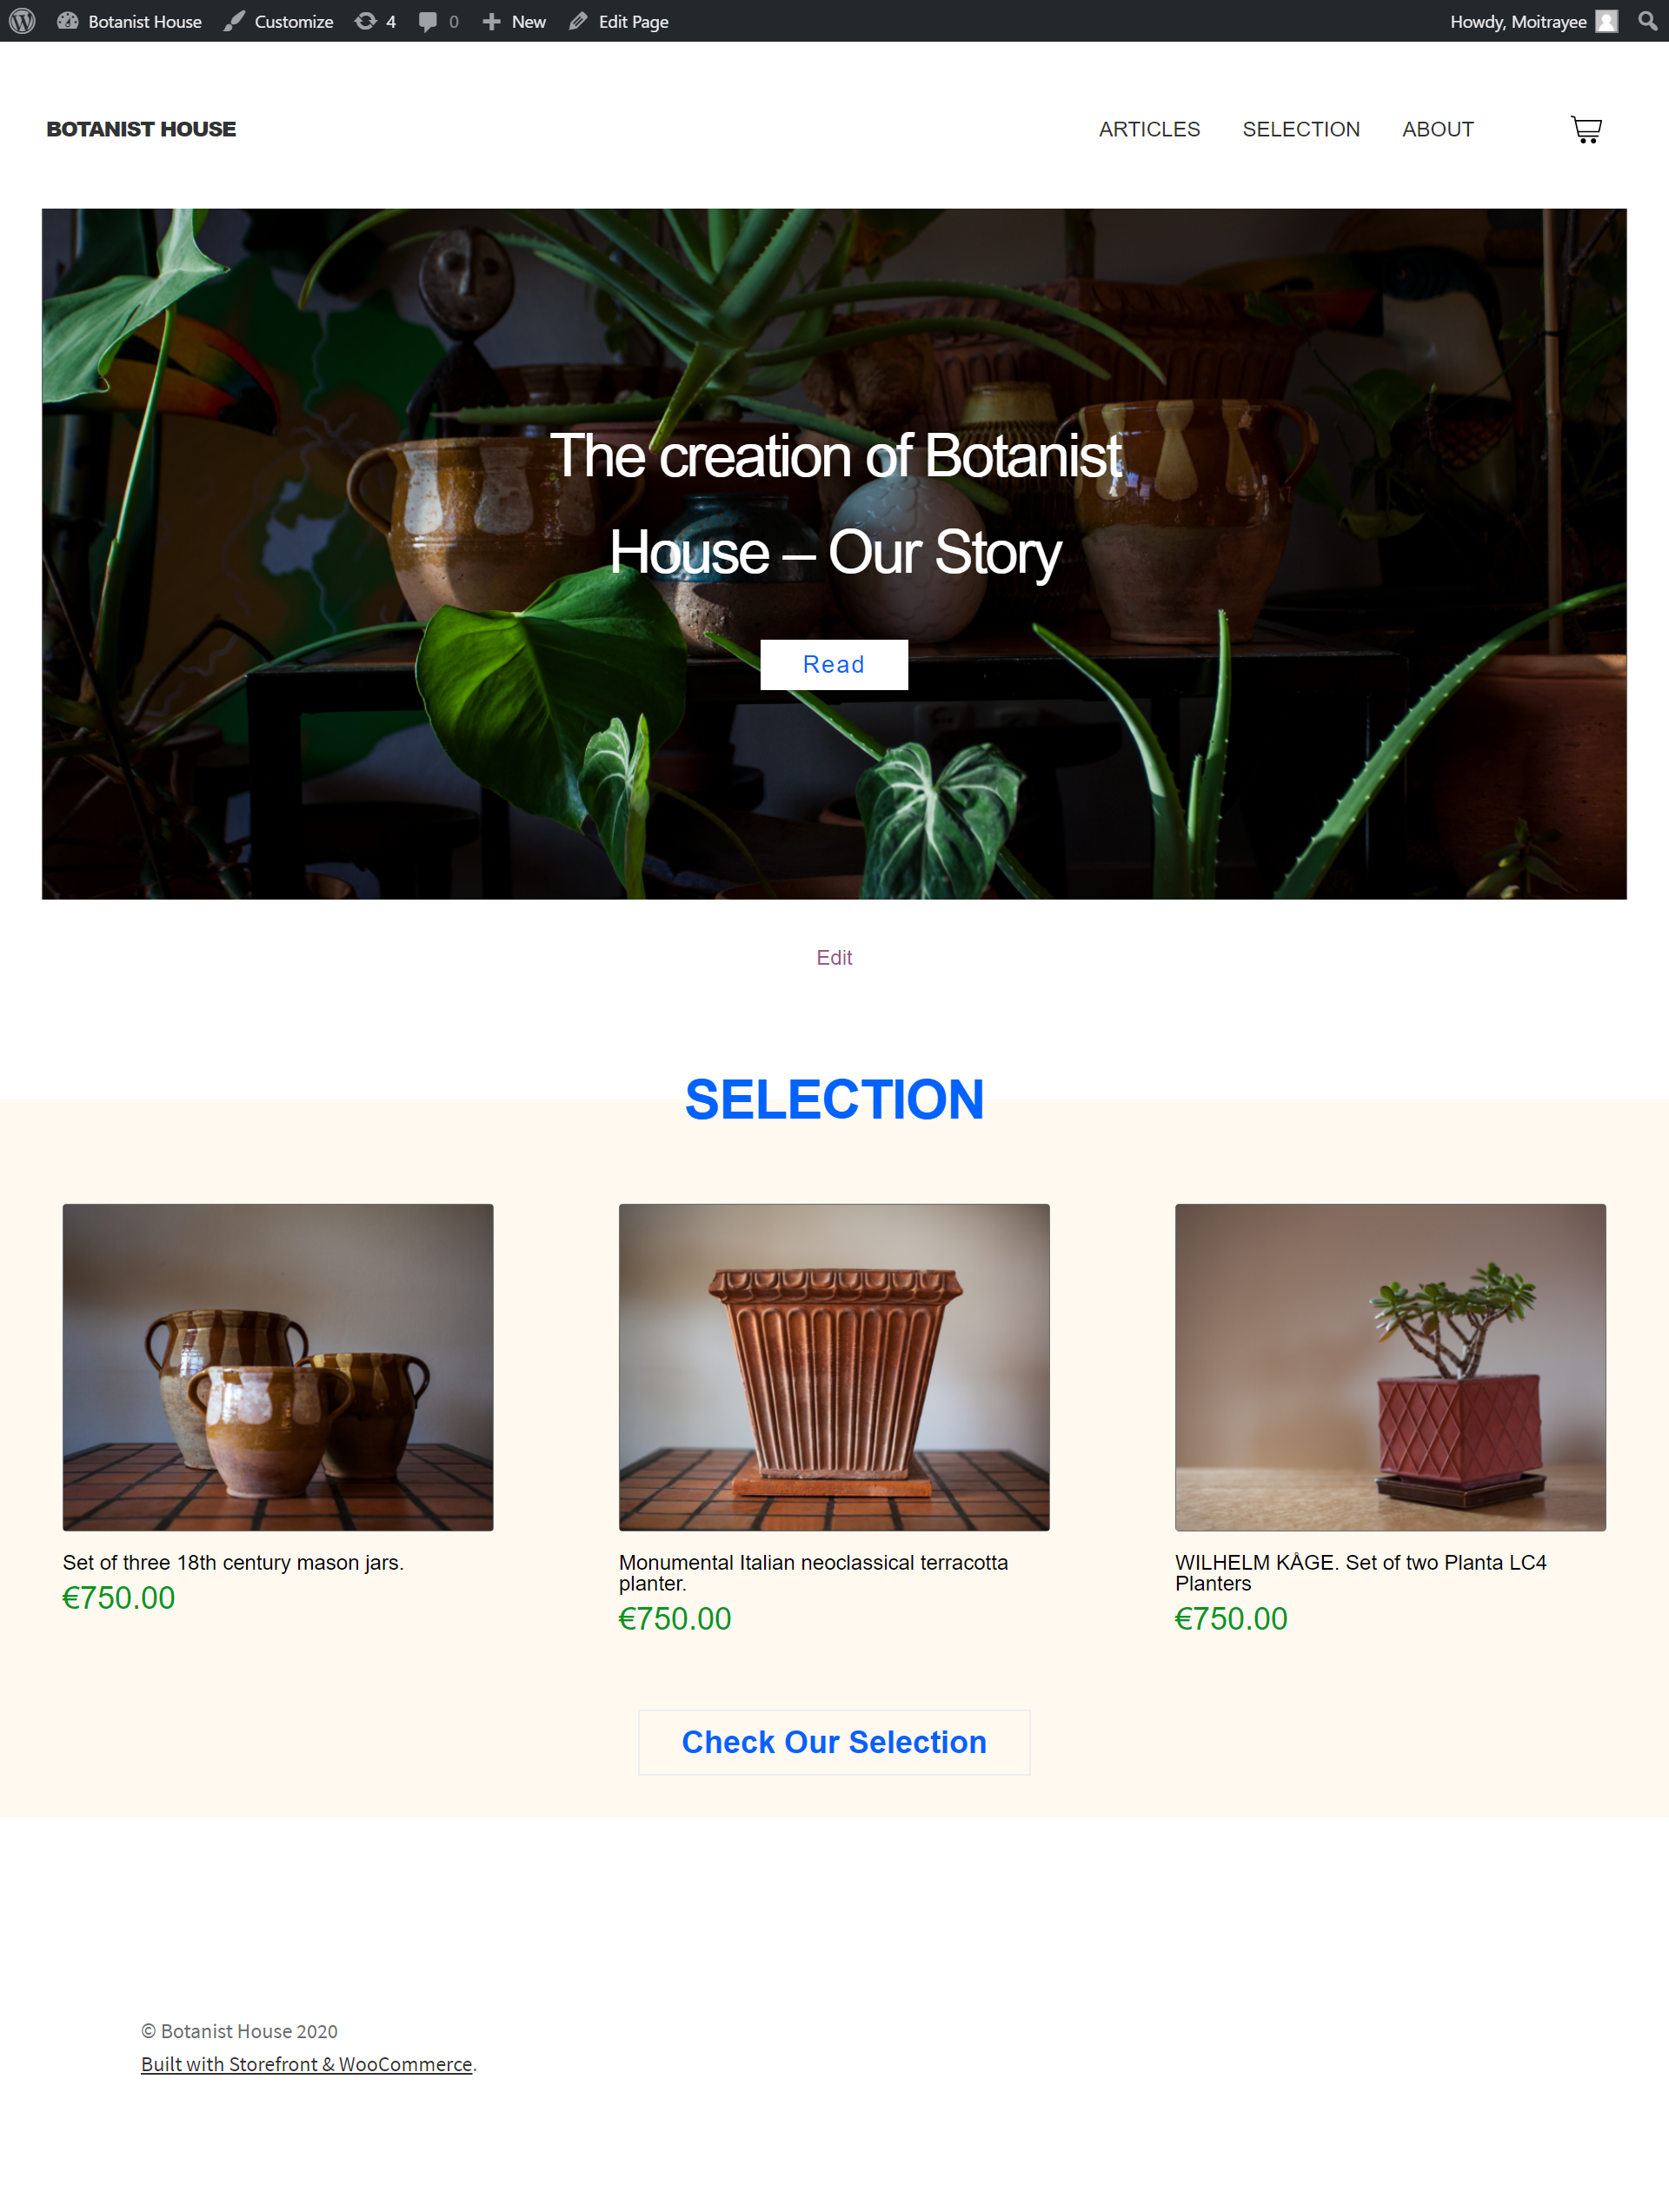 Botanist House Customize 4 0 New Edit Page Howdy, Moitrayee
BOTANIST HOUSE ARTICLES SELECTION ABOUT
The creation of Botanist
House – Our Story
Read
Edit
SELECTION
Set of three 18th century mason jars.
€750.00
Monumental Italian neoclassical terracotta
planter.
€750.00
WILHELM KÅGE. Set of two Planta LC4
Planters
€750.00
Check Our Selection
© Botanist House 2020
Built with Storefront & WooCommerce.